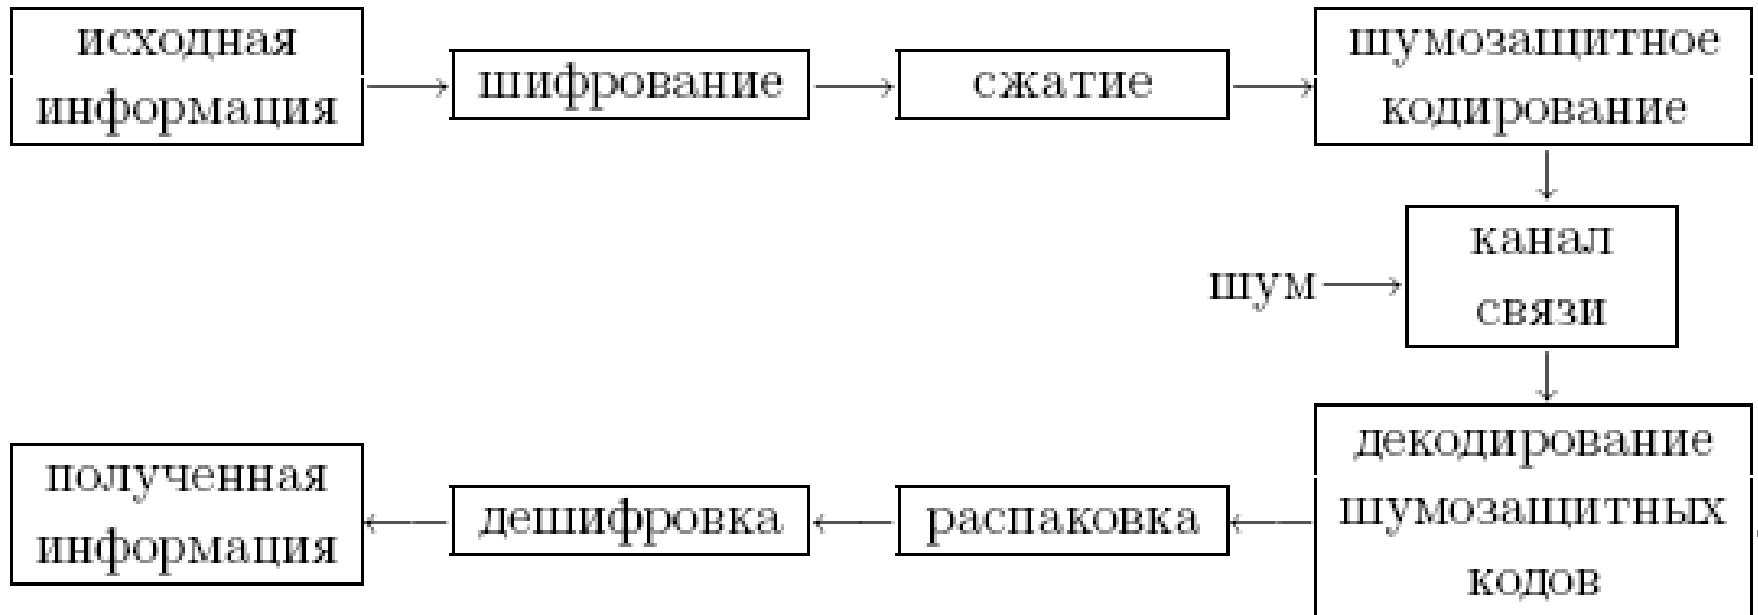 исходная
информация
шифрование
сжатие
шумозащитное
кодирование
шум
канал
связи
декодирование
шумозащитных
кодов
распаковка
дешифровка
полученная
информация